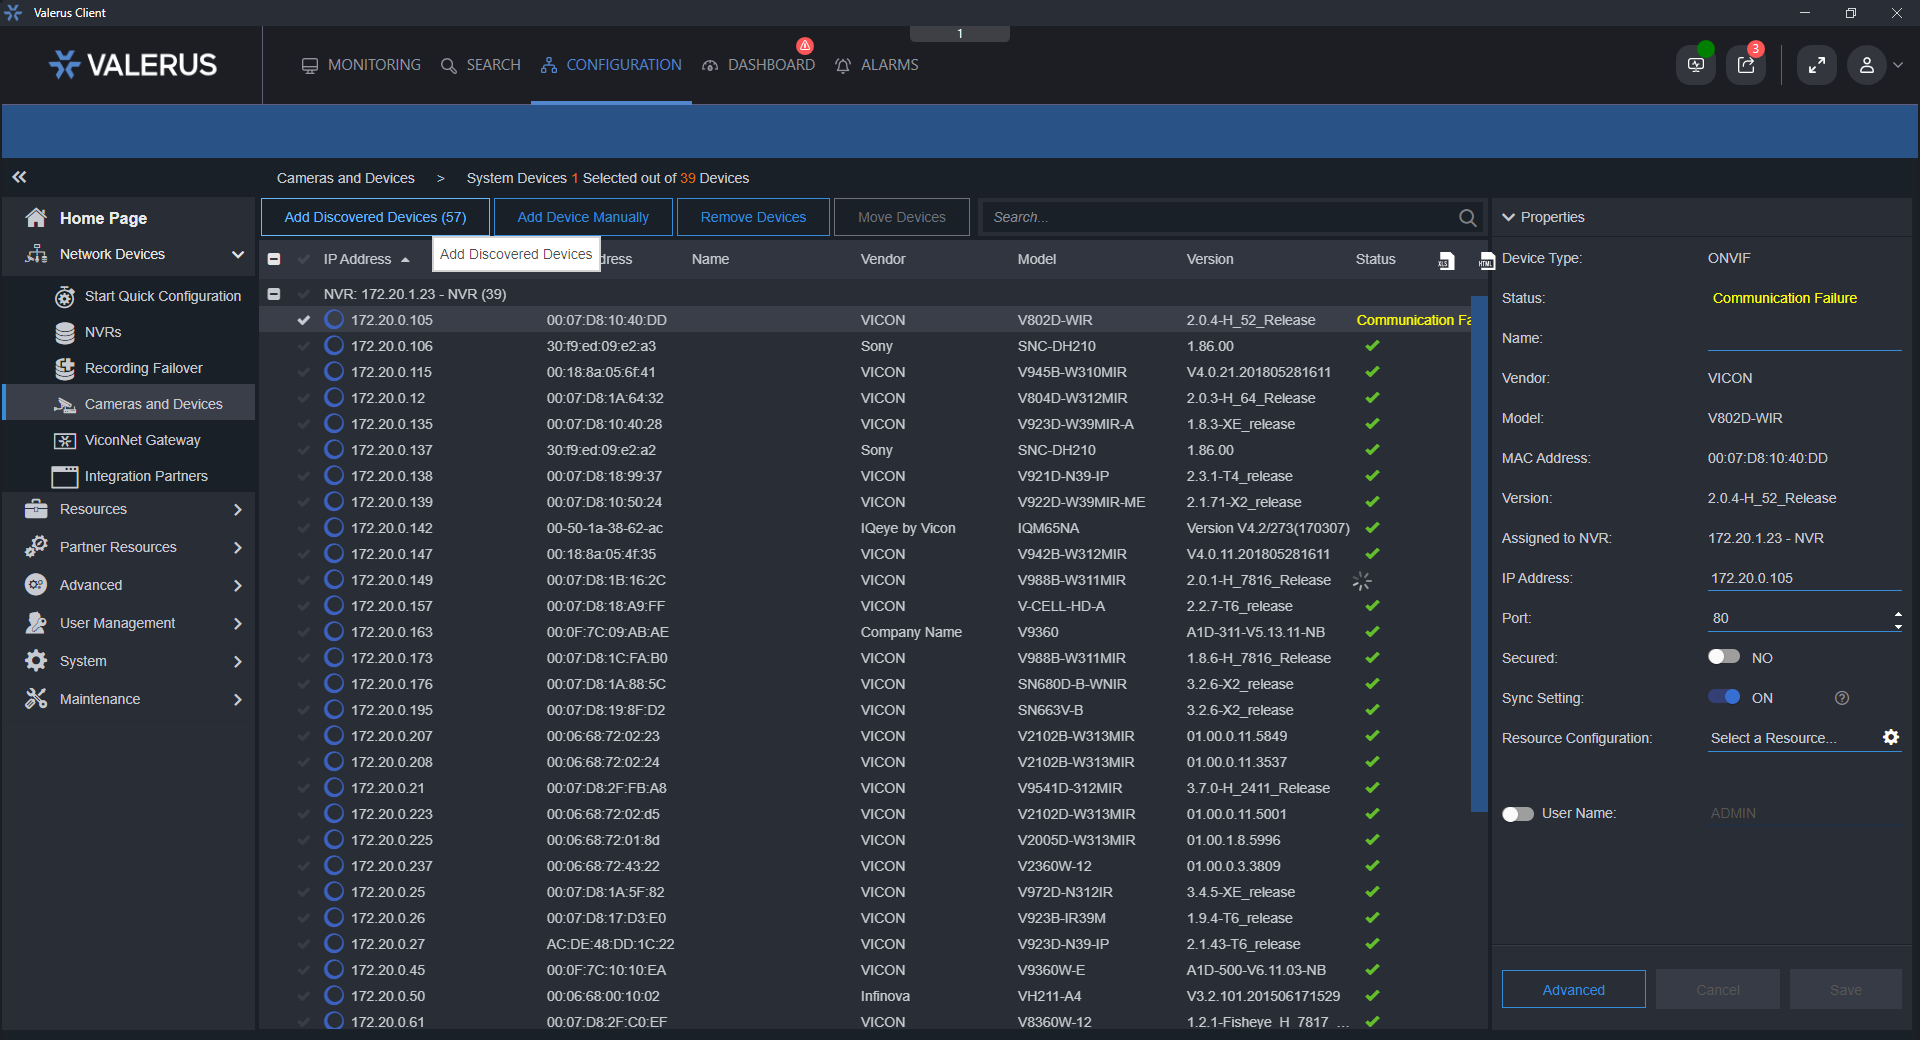 Valerus Client
1
VALERUS
MONITORING SEARCH CONFIGURATION DASHBOARD ALARMS
3
Cameras and Devices > System Devices 1 Selected out of 39 Devices
Home Page
Network Devices
Start Quick Configuration
NVRs
Recording Failover
Cameras and Devices
ViconNet Gateway
Integration Partners
Resources
Partner Resources
Advanced
User Management
System
Maintenance
Add Discovered Devices (57) Add Device Manually Remove Devices Move Devices Search...
Add Discovered Devices
IP Address dress Name Vendor Model Version Status XLS HTML
NVR: 172.20.1.23 - NVR (39)
172.20.0.105 00:07:D8:10:40:DD VICON V802D-WIR 2.0.4-H_52_Release Communication Fa
172.20.0.106 30:f9:ed:09:e2:a3 Sony SNC-DH210 1.86.00
172.20.0.115 00:18:8a:05:6f:41 VICON V945B-W310MIR V4.0.21.201805281611
172.20.0.12 00:07:D8:1A:64:32 VICON V804D-W312MIR 2.0.3-H_64_Release
172.20.0.135 00:07:D8:10:40:28 VICON V923D-W39MIR-A 1.8.3-XE_release
172.20.0.137 30:f9:ed:09:e2:a2 Sony SNC-DH210 1.86.00
172.20.0.138 00:07:D8:18:99:37 VICON V921D-N39-IP 2.3.1-T4_release
172.20.0.139 00:07:D8:10:50:24 VICON V922D-W39MIR-ME 2.1.71-X2_release
172.20.0.142 00-50-1a-38-62-ac IQeye by Vicon IQM65NA Version V4.2/273(170307)
172.20.0.147 00:18:8a:05:4f:35 VICON V942B-W312MIR V4.0.11.201805281611
172.20.0.149 00:07:D8:1B:16:2C VICON V988B-W311MIR 2.0.1-H_7816_Release
172.20.0.157 00:07:D8:18:A9:FF VICON V-CELL-HD-A 2.2.7-T6_release
172.20.0.163 00:0F:7C:09:AB:AE Company Name V9360 A1D-311-V5.13.11-NB
172.20.0.173 00:07:D8:1C:FA:B0 VICON V988B-W311MIR 1.8.6-H_7816_Release
172.20.0.176 00:07:D8:1A:88:5C VICON SN680D-B-WNIR 3.2.6-X2_release
172.20.0.195 00:07:D8:19:8F:D2 VICON SN663V-B 3.2.6-X2_release
172.20.0.207 00:06:68:72:02:23 VICON V2102B-W313MIR 01.00.0.11.5849
172.20.0.208 00:06:68:72:02:24 VICON V2102B-W313MIR 01.00.0.11.3537
172.20.0.21 00:07:D8:2F:FB:A8 VICON V9541D-312MIR 3.7.0-H_2411_Release
172.20.0.223 00:06:68:72:02:d5 VICON V2102D-W313MIR 01.00.0.11.5001
172.20.0.225 00:06:68:72:01:8d VICON V2005D-W313MIR 01.00.1.8.5996
172.20.0.237 00:06:68:72:43:22 VICON V2360W-12 01.00.0.3.3809
172.20.0.25 00:07:D8:1A:5F:82 VICON V972D-N312IR 3.4.5-XE_release
172.20.0.26 00:07:D8:17:D3:E0 VICON V923B-IR39M 1.9.4-T6_release
172.20.0.27 AC:DE:48:DD:1C:22 VICON V923D-N39-IP 2.1.43-T6_release
172.20.0.45 00:0F:7C:10:10:EA VICON V9360W-E A1D-500-V6.11.03-NB
172.20.0.50 00:06:68:00:10:02 Infinova VH211-A4 V3.2.101.201506171529
172.20.0.61 00:07:D8:2F:C0:EF VICON V8360W-12 1.2.1-Fisheye_H_7817_...
Properties
Device Type: ONVIF
Status: Communication Failure
Name:
Vendor: VICON
Model: V802D-WIR
MAC Address: 00:07:D8:10:40:DD
Version: 2.0.4-H_52_Release
Assigned to NVR: 172.20.1.23 - NVR
IP Address: 172.20.0.105
Port: 80
Secured: NO
Sync Setting: ON ?
Resource Configuration: Select a Resource...
User Name: ADMIN
Advanced Cancel Save